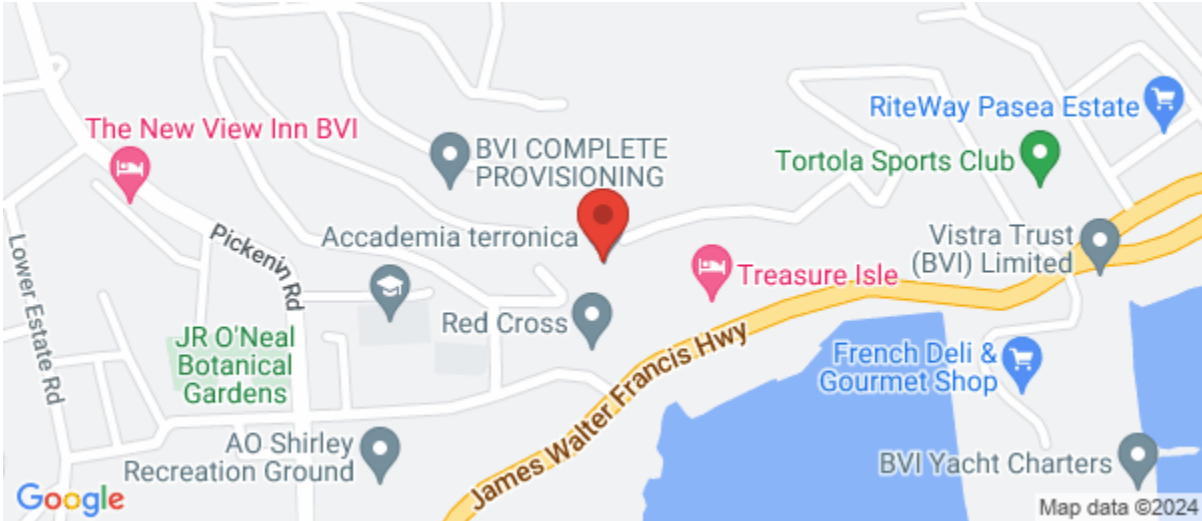 RiteWay Pasea Estate
The New View Inn BVI
BVI COMPLETE
PROVISIONING
Tortola Sports Club
Accademia terronica
Vistra Trust
(BVI) Limited
Pickenin Rd
Lower Estate Rd
Treasure Isle
Red Cross
JR O'Neal
Botanical
Gardens
James Walter Francis Hwy
French Deli &
Gourmet Shop
AO Shirley
Recreation Ground
BVI Yacht Charters
Google
Map data ©2024